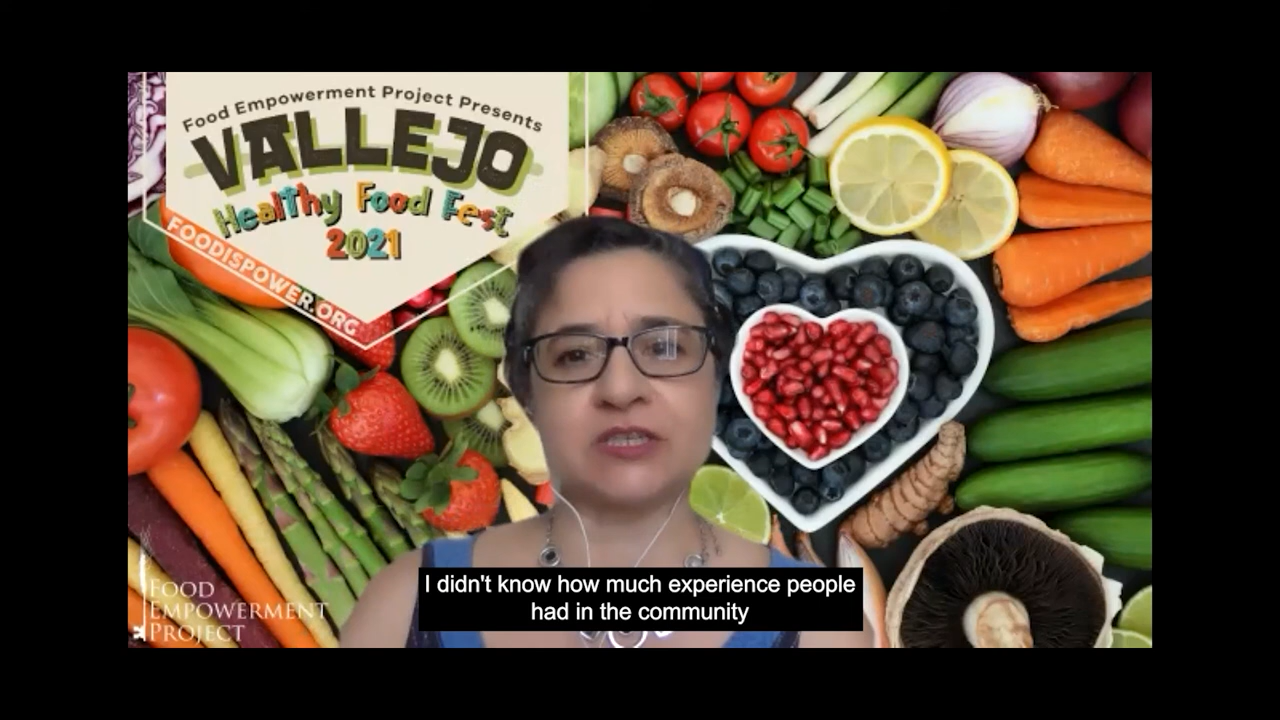 Food Empowerment Project Presents
VALLEJO
Healthy Food Fest
2021
FOODISPOWER.ORG
FOOD
EMPOWERMENT
PROJECT
I didn't know how much experience people
had in the community